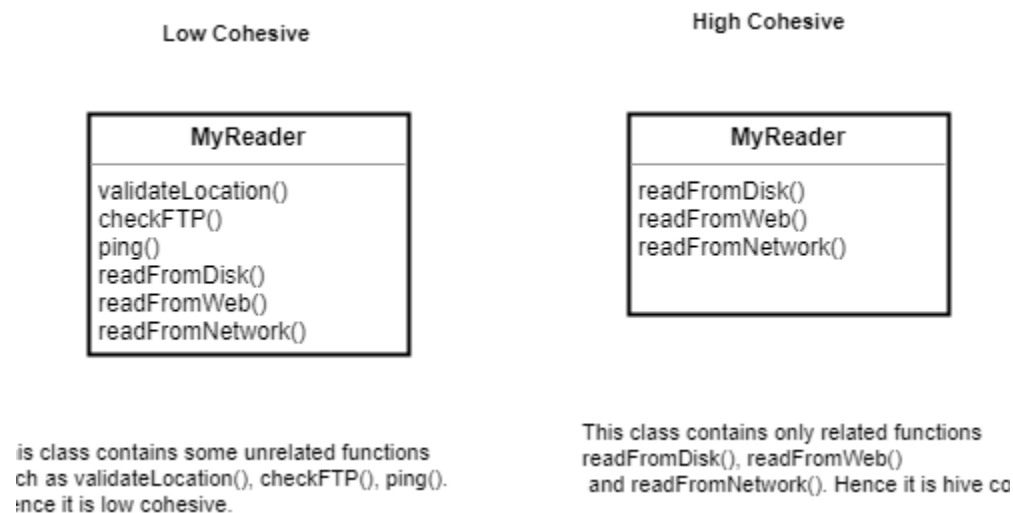 Low Cohesive
MyReader
validateLocation()
checkFTP()
ping()
readFromDisk()
readFromWeb()
readFromNetwork()
is class contains some unrelated functions
ch as validateLocation(), checkFTP(), ping().
ence it is low cohesive.
High Cohesive
MyReader
readFromDisk()
readFromWeb()
readFromNetwork()
This class contains only related functions
readFromDisk(), readFromWeb()
and readFromNetwork(). Hence it is hive co